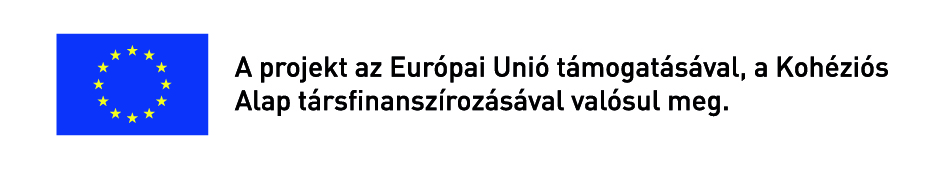 A projekt az Európai Unió támogatásával, a Kohéziós
Alap társfinanszírozásával valósul meg.